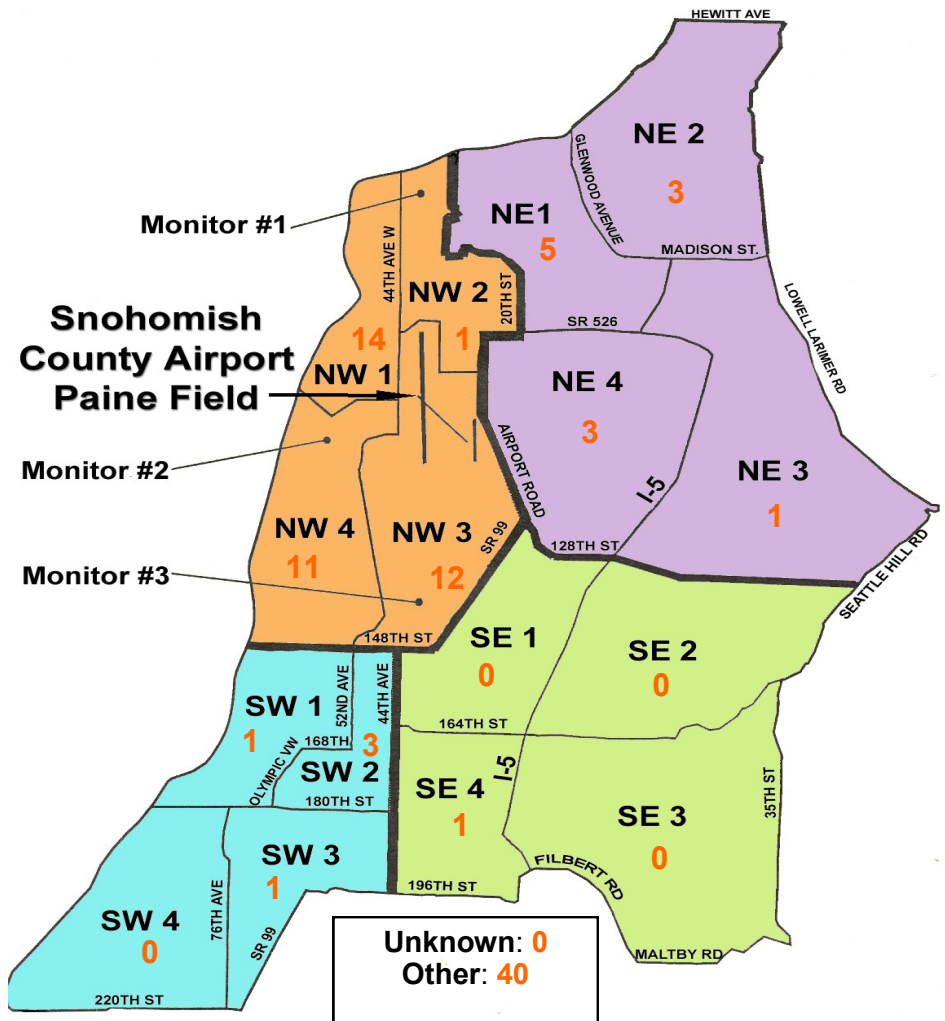 HEWITT AVE
NE 2
3
GLENWOOD AVENUE
MADISON ST.
NE1
5
Monitor #1
44TH AVE W
NW 2
1
20TH ST
SR 526
LOWELL LARIMER RD
Snohomish
County Airport
Paine Field
14
NW 1
NE 4
3
AIRPORT ROAD
I-5
NE 3
1
Monitor #2
NW 4
11
NW 3
12
SR 99
128TH ST
SEATTLE HILL RD
Monitor #3
148TH ST
SE 1
0
SE 2
0
164TH ST
SW 1
1
52ND AVE
44TH AVE
3
168TH
OLYMPIC VW
SW 2
180TH ST
I-5
SE 4
1
SE 3
0
35TH ST
SW 3
1
196TH ST
FILBERT RD
MALTBY RD
SW 4
0
76TH AVE
SR 99
220TH ST
Unknown: 0
Other: 40